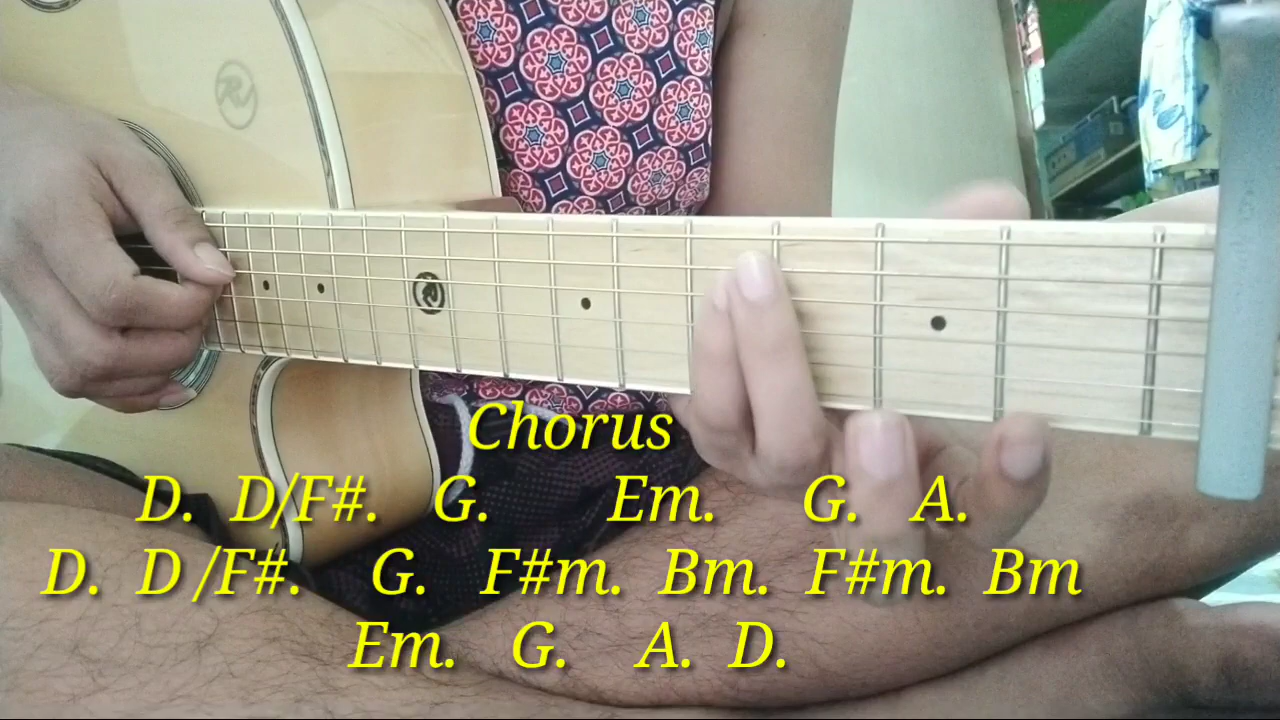 Chorus
D. D/F#. G. Em. G. A.
D. D /F#. G. F#m. Bm. F#m. Bm
Em. G. A. D.